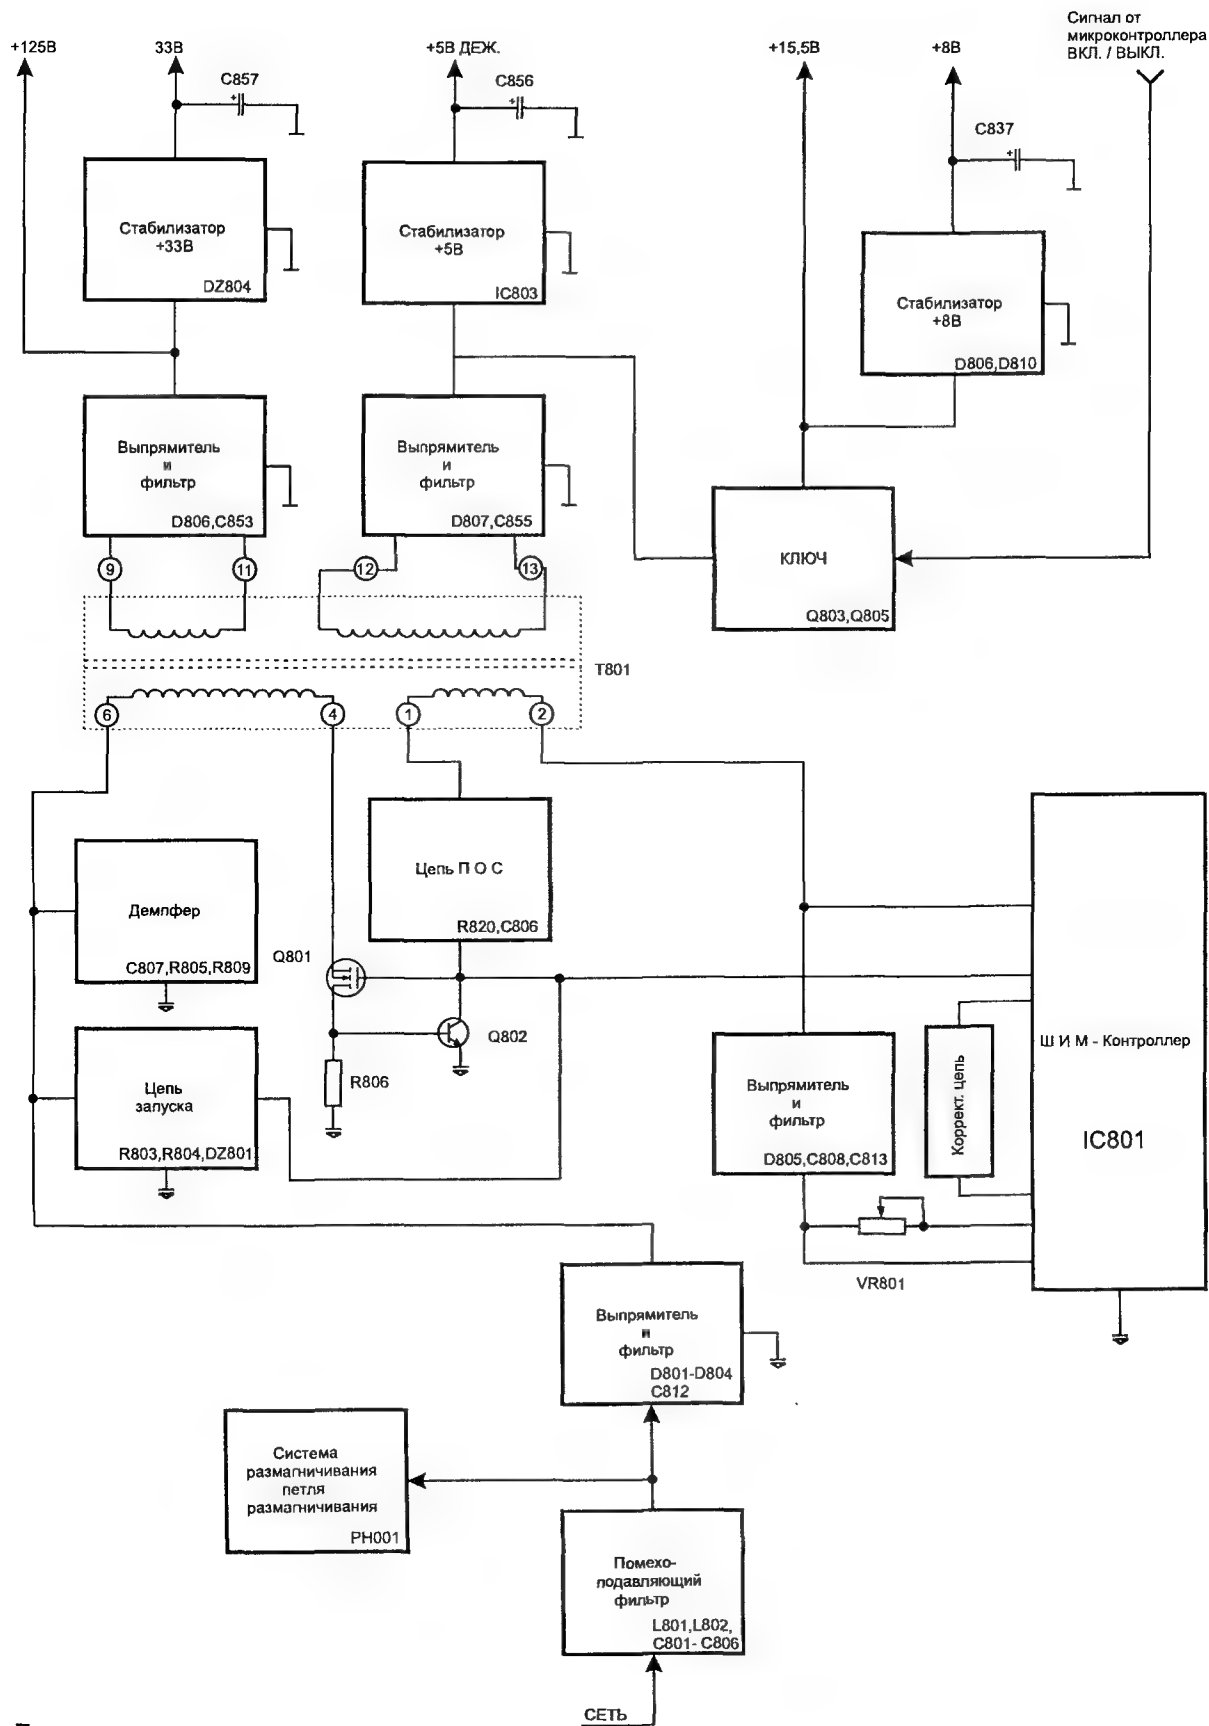 Сигнал от
микроконтроллера
ВКЛ. / ВЫКЛ.
+125В
33В
+5В ДЕЖ.
+15,5В
+8В
С857
+
С856
+
С837
+
Стабилизатор
+33В
DZ804
Стабилизатор
+5В
IC803
Стабилизатор
+8В
D806,D810
Выпрямитель
и
фильтр
D806,C853
Выпрямитель
и
фильтр
D807,C855
КЛЮЧ
Q803,Q805
9
11
12
13
T801
6
4
1
2
Цепь П О С
R820,C806
Демпфер
C807,R805,R809
Q801
Q802
Цепь
запуска
R803,R804,DZ801
R806
Выпрямитель
и
фильтр
D805,C808,C813
Коррект. цепь
Ш И М - Контроллер
IC801
VR801
Выпрямитель
и
фильтр
D801-D804
C812
Система
размагничивания
петля
размагничивания
PH001
Помехо-
подавляющий
фильтр
L801,L802,
C801- C806
СЕТЬ